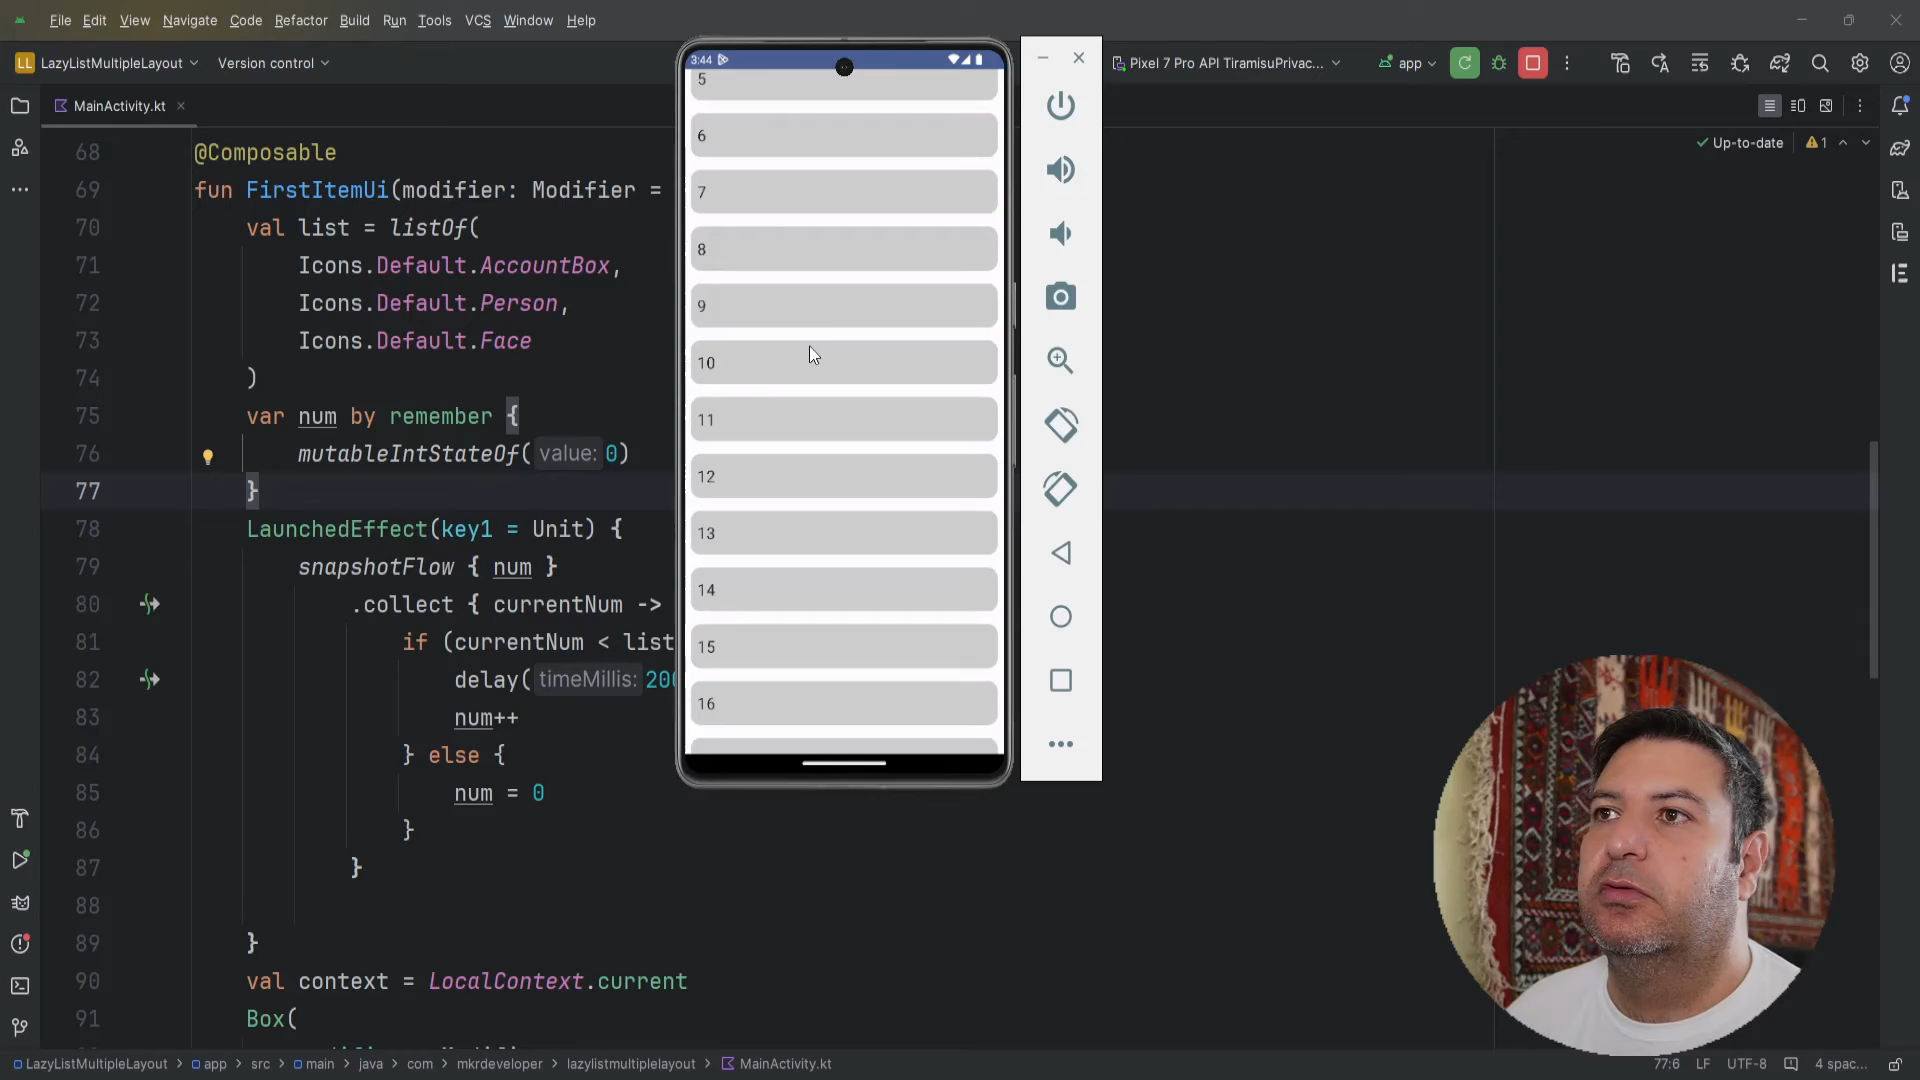 File Edit View Navigate Code Refactor Build Run Tools VCS Window Help
LL LazyListMultipleLayout Version control
Pixel 7 Pro API TiramisuPrivac... app
MainActivity.kt
Up-to-date 1
68 @Composable
69 fun FirstItemUi(modifier: Modifier =
70 val list = listOf(
71 Icons.Default.AccountBox,
72 Icons.Default.Person,
73 Icons.Default.Face
74 )
75 var num by remember {
76 mutableIntStateOf( value: 0)
77 }
78 LaunchedEffect(key1 = Unit) {
79 snapshotFlow { num }
80 .collect { currentNum ->
81 if (currentNum < list
82 delay( timeMillis: 200
83 num++
84 } else {
85 num = 0
86 }
87 }
88
89 }
90 val context = LocalContext.current
91 Box(
3:44
5
6
7
8
9
10
11
12
13
14
15
16
LazyListMultipleLayout > app > src > main > java > com > mkrdeveloper > lazylistmultiplelayout > MainActivity.kt
77:6 LF UTF-8 4 spac...